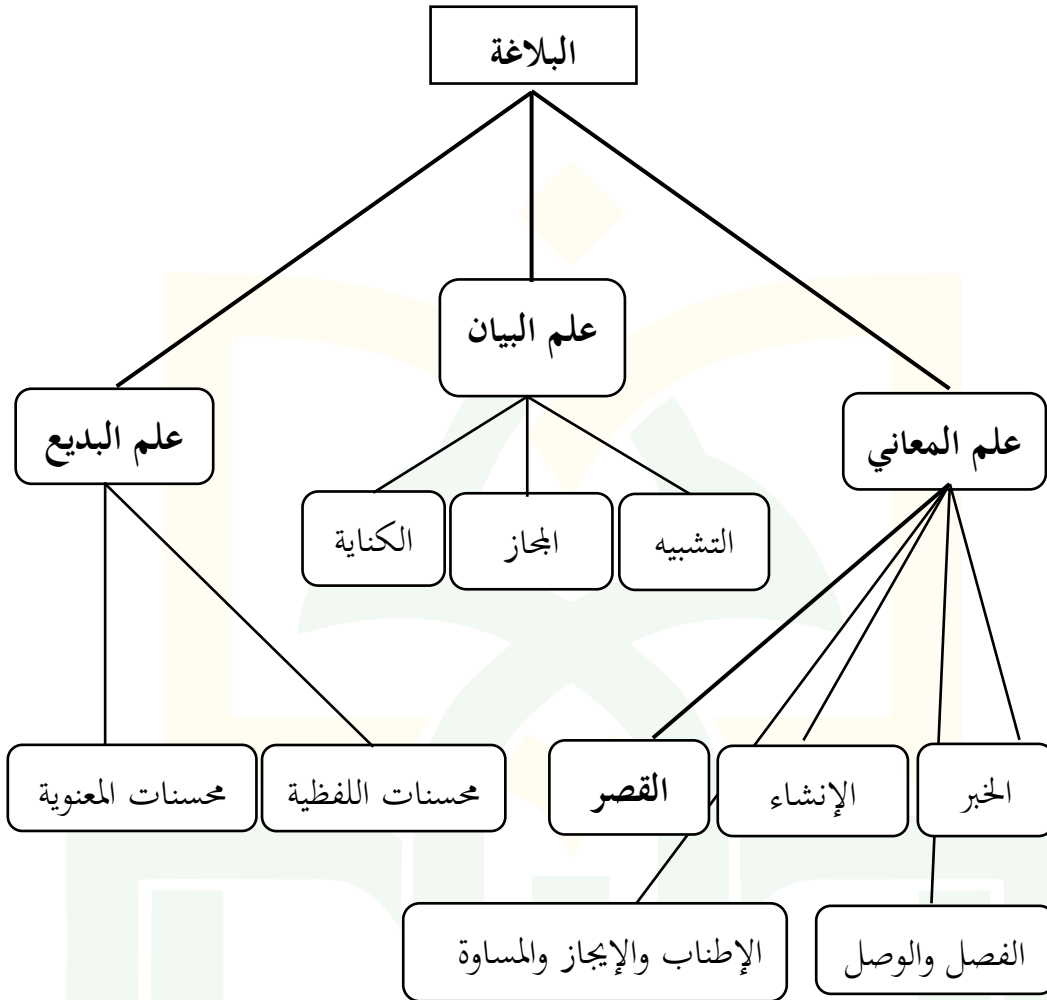 البلاغة
علم البيان
علم المعاني
علم البديع
التشبيه
المجاز
الكناية
الخبر
الإنشاء
القصر
محسنات اللفظية
محسنات المعنوية
الفصل والوصل
الإطناب والإيجاز والمساوة